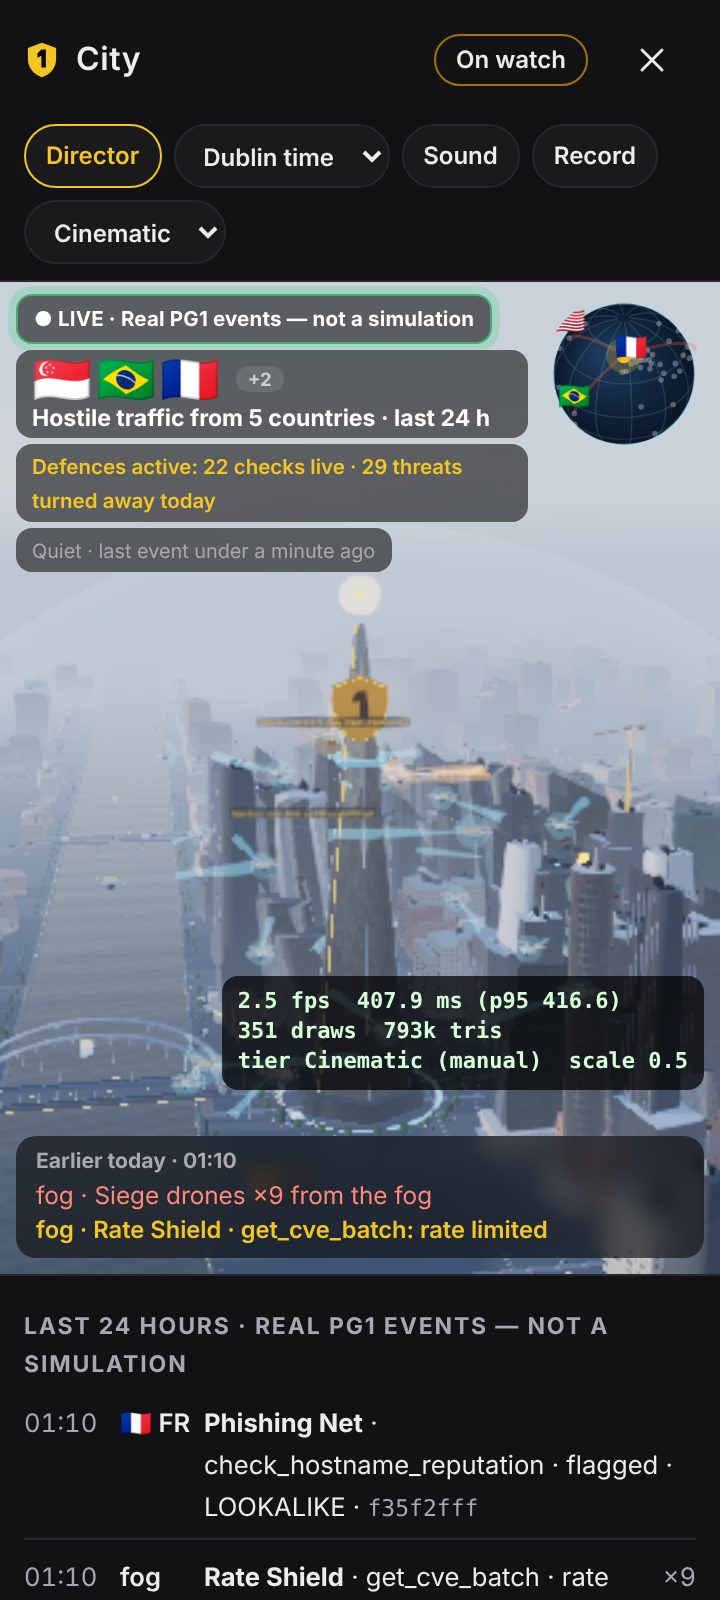 1 City
On watch
Director
Dublin time
Sound
Record
Cinematic
LIVE · Real PG1 events — not a simulation
+2
Hostile traffic from 5 countries · last 24 h
Defences active: 22 checks live · 29 threats
turned away today
Quiet · last event under a minute ago
1
2.5 fps 407.9 ms (p95 416.6)
351 draws 793k tris
tier Cinematic (manual) scale 0.5
Earlier today · 01:10
fog · Siege drones ×9 from the fog
fog · Rate Shield · get_cve_batch: rate limited
LAST 24 HOURS · REAL PG1 EVENTS — NOT A
SIMULATION
01:10 FR Phishing Net ·
check_hostname_reputation · flagged ·
LOOKALIKE · f35f2fff
01:10 fog Rate Shield · get_cve_batch · rate ×9